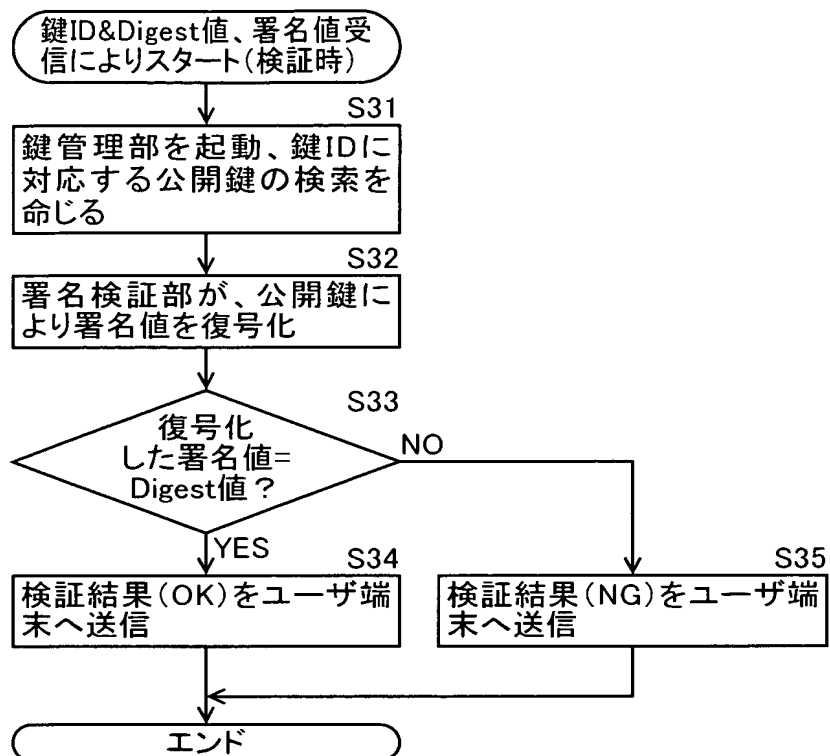 鍵ID&Digest値、署名値受
信によりスタート(検証時)
S31
鍵管理部を起動、鍵IDに
対応する公開鍵の検索を
命じる
S32
署名検証部が、公開鍵に
より署名値を復号化
S33
復号化
した署名値=
Digest値?
NO
YES
S34
検証結果(OK)をユーザ端
末へ送信
S35
検証結果(NG)をユーザ端
末へ送信
エンド